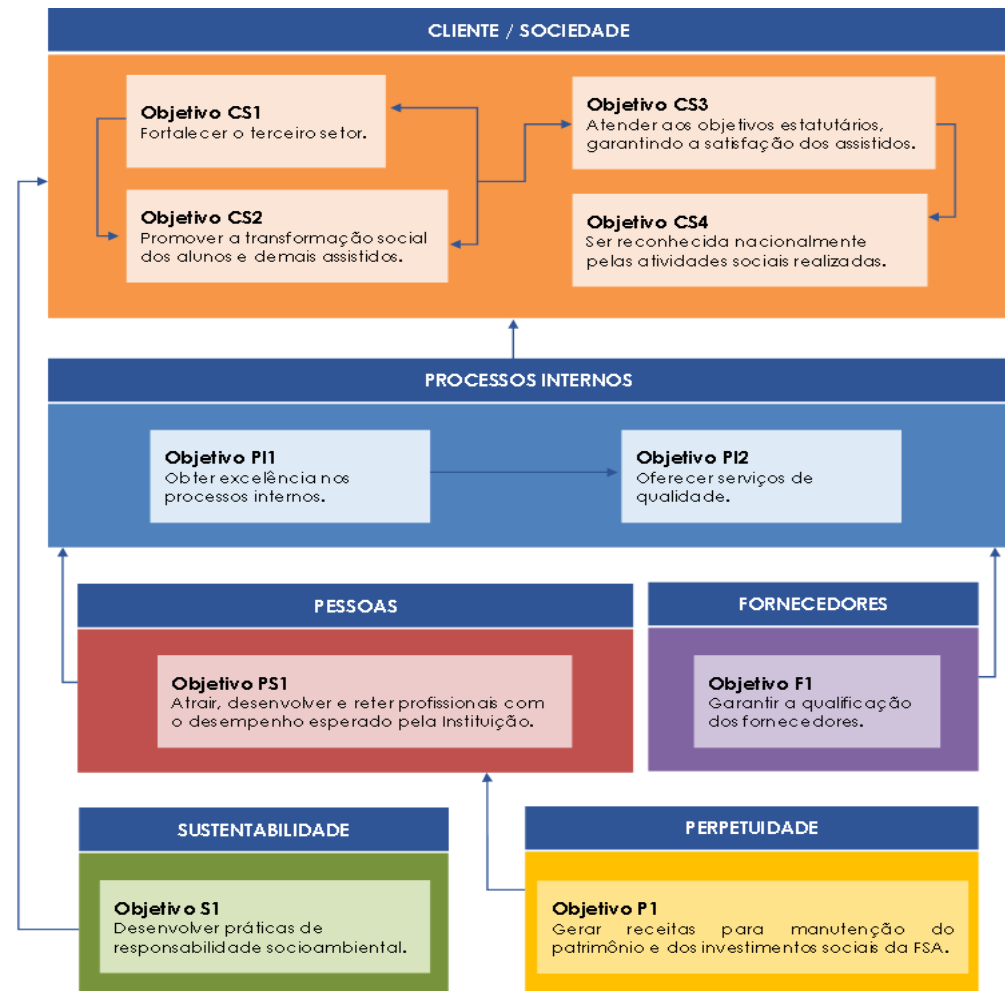 CLIENTE / SOCIEDADE
Objetivo CS1
Fortalecer o terceiro setor.
Objetivo CS2
Promover a transformação social
dos alunos e demais assistidos.
Objetivo CS3
Atender aos objetivos estatutários,
garantindo a satisfação dos assistidos.
Objetivo CS4
Ser reconhecida nacionalmente
pelas atividades sociais realizadas.
PROCESSOS INTERNOS
Objetivo PI1
Obter excelência nos
processos internos.
Objetivo PI2
Oferecer serviços de
qualidade.
PESSOAS
Objetivo PS1
Atrair, desenvolver e reter profissionais com
o desempenho esperado pela Instituição.
FORNECEDORES
Objetivo F1
Garantir a qualificação
dos fornecedores.
SUSTENTABILIDADE
Objetivo S1
Desenvolver práticas de
responsabilidade socioambiental.
PERPETUIDADE
Objetivo P1
Gerar receitas para manutenção do
patrimônio e dos investimentos sociais da FSA.